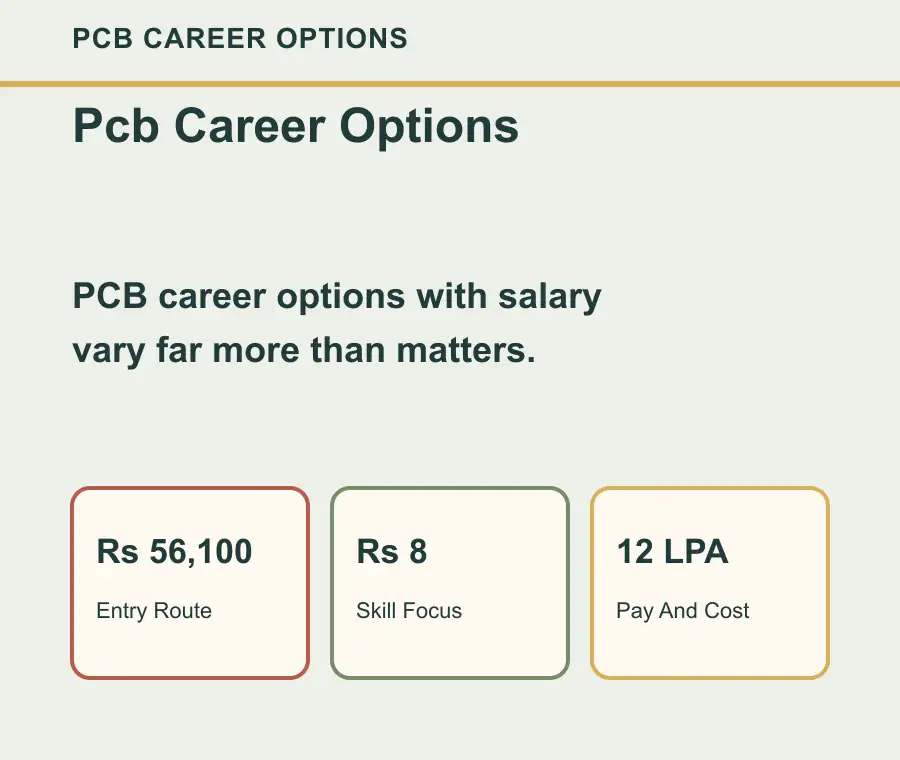 PCB CAREER OPTIONS
Pcb Career Options
PCB career options with salary
vary far more than matters.
Rs 56,100
Entry Route
Rs 8
Skill Focus
12 LPA
Pay And Cost